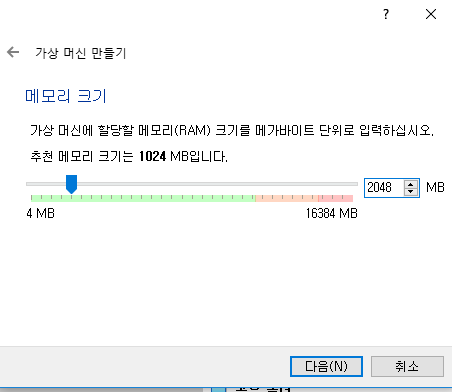 ?
가상 머신 만들기
메모리 크기
가상 머신에 할당할 메모리(RAM) 크기를 메가바이트 단위로 입력하십시오.
추천 메모리 크기는 1024 MB입니다.
2048 MB
4 MB 16384 MB
다음(N) 취소